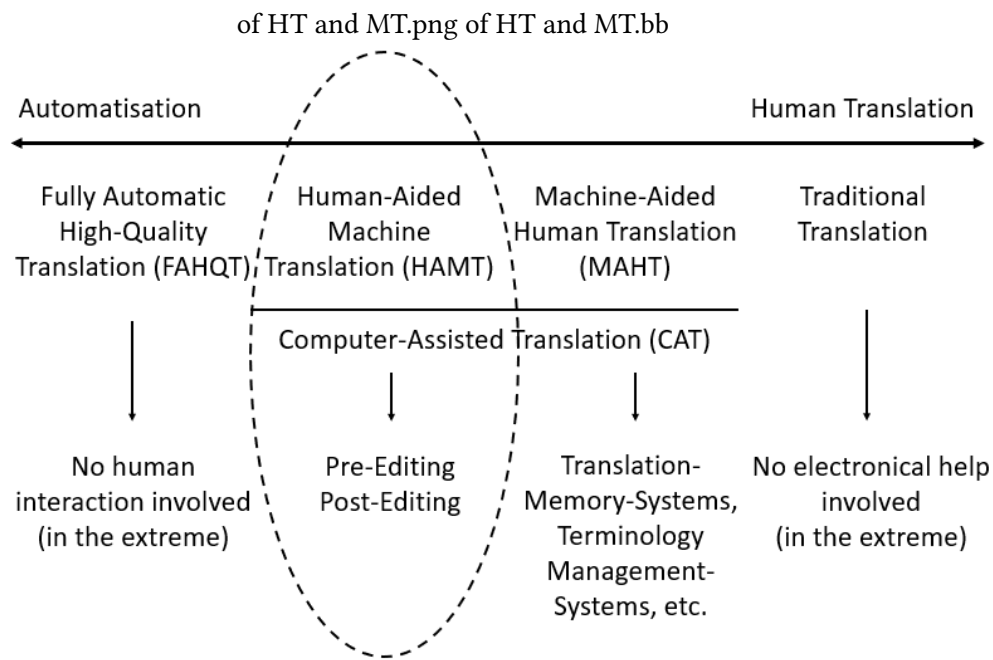 of HT and MT.png of HT and MT.bb
Automatisation
Human Translation
Fully Automatic
High-Quality
Translation (FAHQT)
Human-Aided
Machine
Translation (HAMT)
Machine-Aided
Human Translation
(MAHT)
Traditional
Translation
Computer-Assisted Translation (CAT)
No human
interaction involved
(in the extreme)
Pre-Editing
Post-Editing
Translation-
Memory-Systems,
Terminology
Management-
Systems, etc.
No electronical help
involved
(in the extreme)